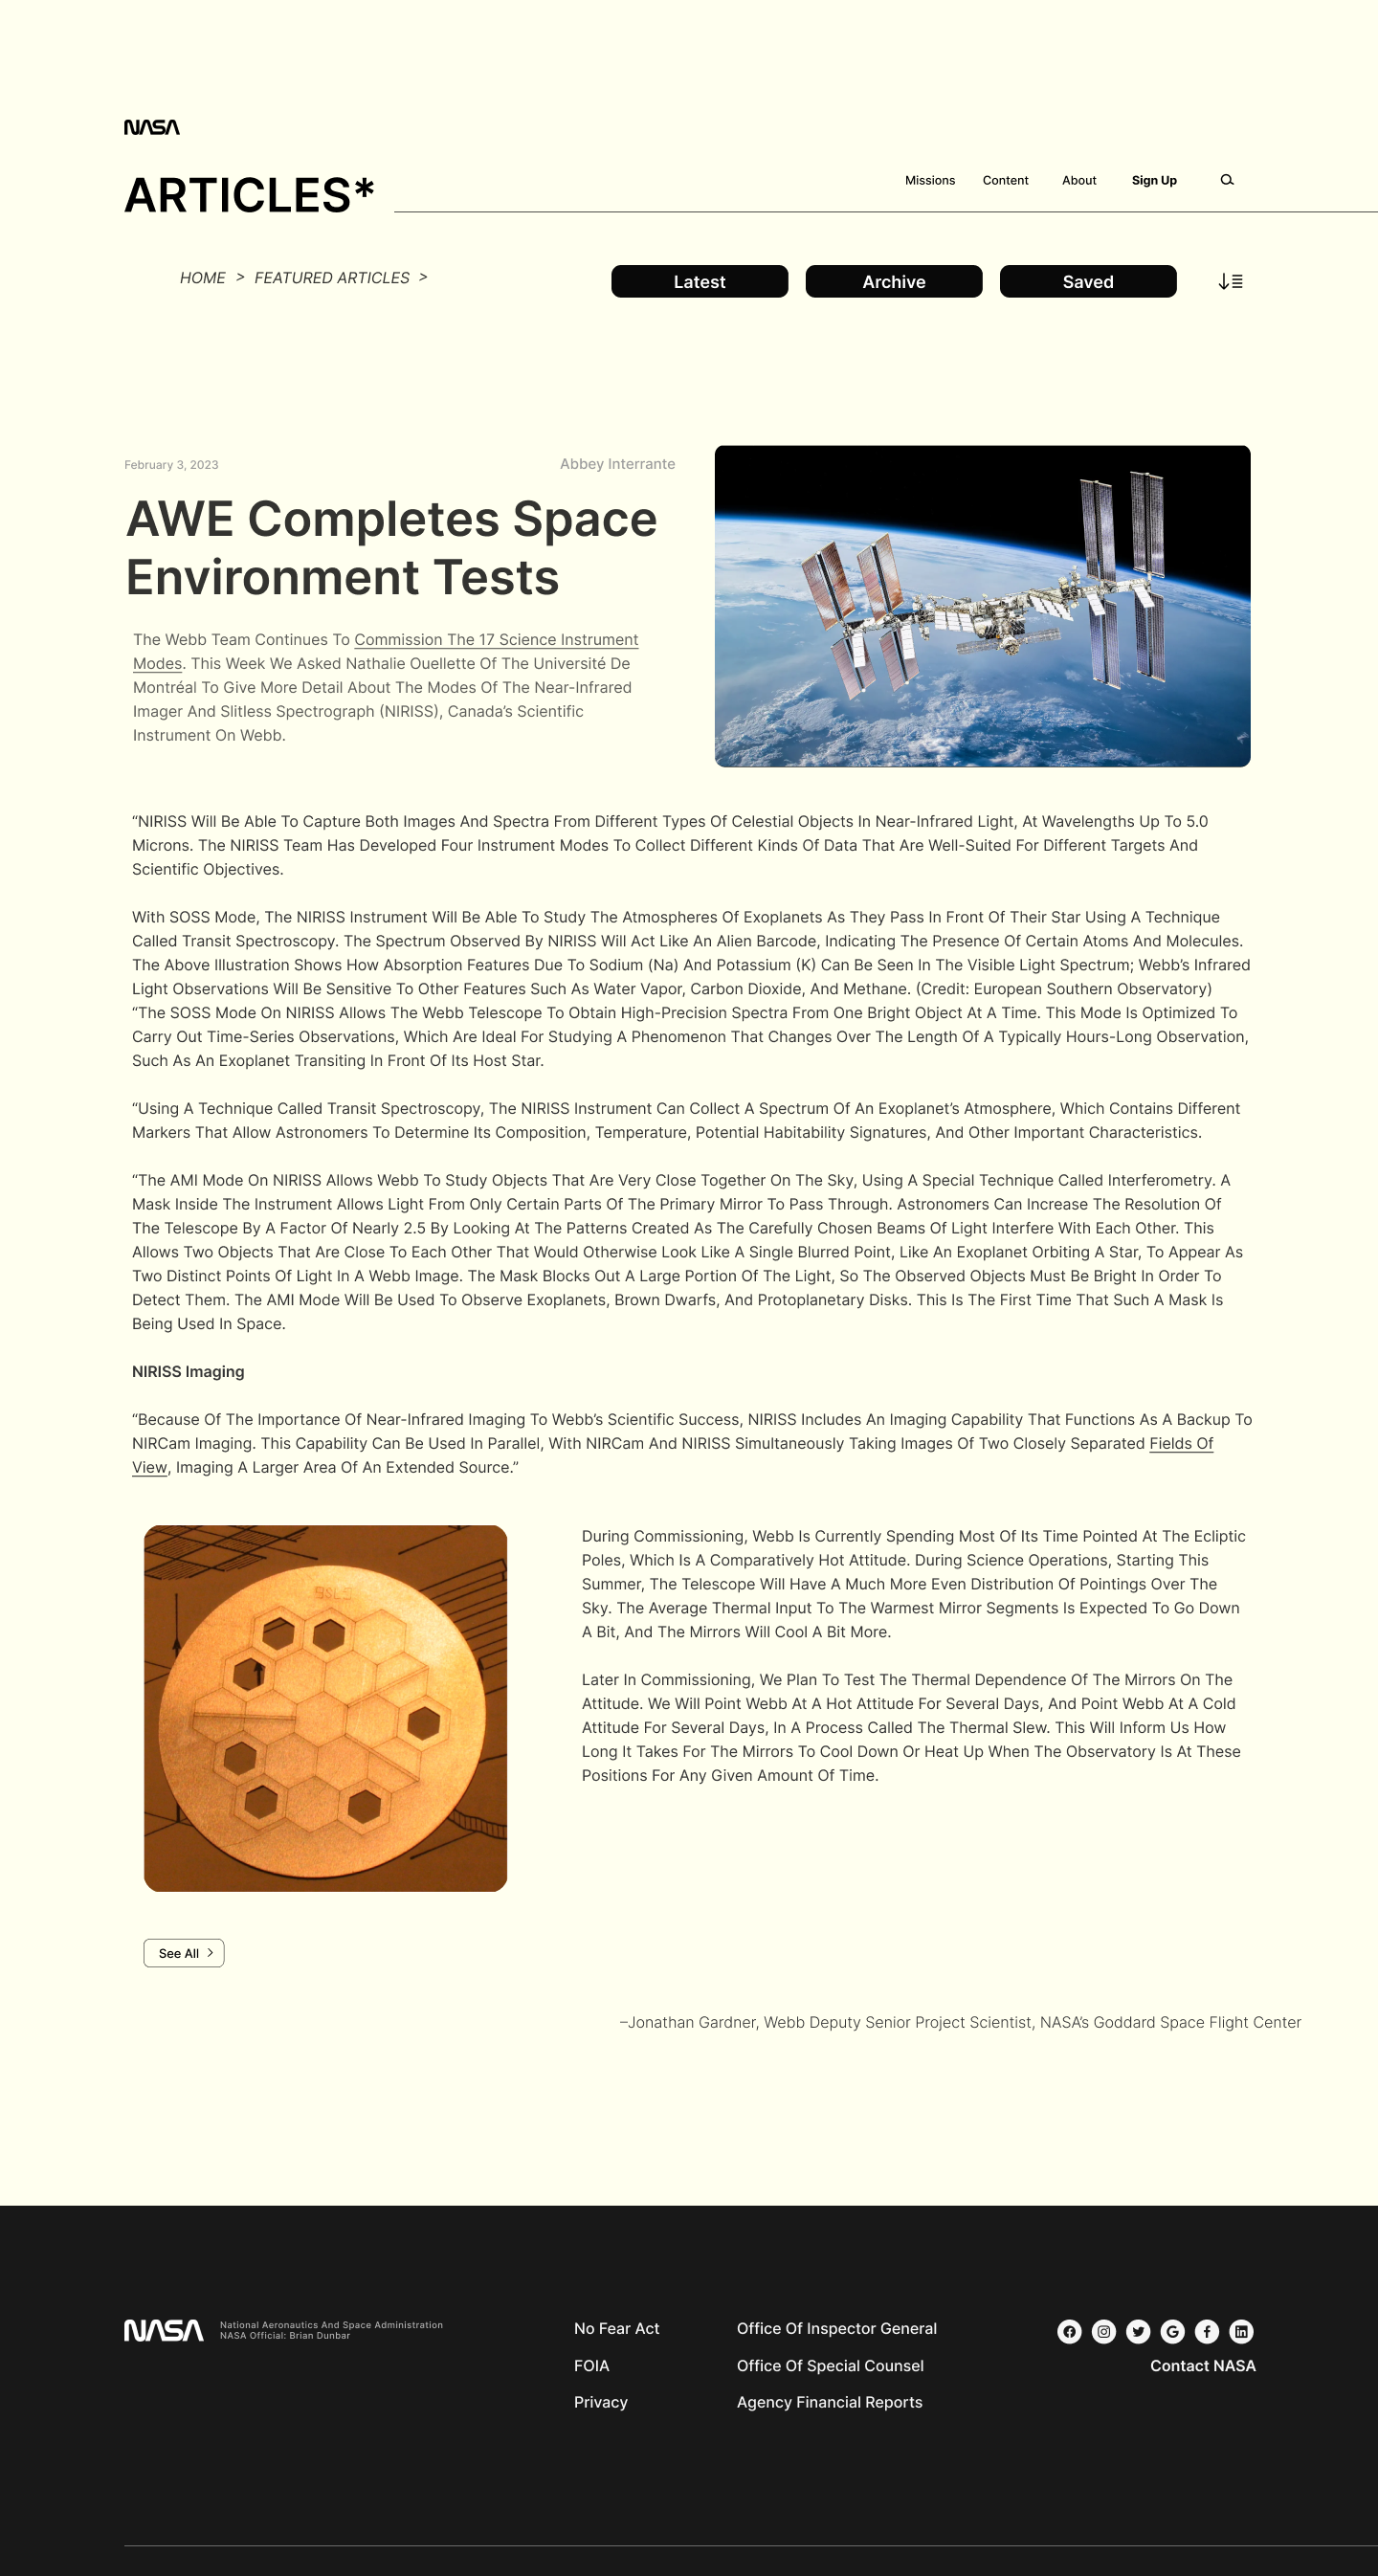 NASA
ARTICLES*
Missions Content About Sign Up
HOME > FEATURED ARTICLES >
Latest Archive Saved
February 3, 2023
Abbey Interrante
AWE Completes Space
Environment Tests
The Webb Team Continues To Commission The 17 Science Instrument
Modes. This Week We Asked Nathalie Ouellette Of The Université De
Montréal To Give More Detail About The Modes Of The Near-Infrared
Imager And Slitless Spectrograph (NIRISS), Canada’s Scientific
Instrument On Webb.
“NIRISS Will Be Able To Capture Both Images And Spectra From Different Types Of Celestial Objects In Near-Infrared Light, At Wavelengths Up To 5.0
Microns. The NIRISS Team Has Developed Four Instrument Modes To Collect Different Kinds Of Data That Are Well-Suited For Different Targets And
Scientific Objectives.
With SOSS Mode, The NIRISS Instrument Will Be Able To Study The Atmospheres Of Exoplanets As They Pass In Front Of Their Star Using A Technique
Called Transit Spectroscopy. The Spectrum Observed By NIRISS Will Act Like An Alien Barcode, Indicating The Presence Of Certain Atoms And Molecules.
The Above Illustration Shows How Absorption Features Due To Sodium (Na) And Potassium (K) Can Be Seen In The Visible Light Spectrum; Webb’s Infrared
Light Observations Will Be Sensitive To Other Features Such As Water Vapor, Carbon Dioxide, And Methane. (Credit: European Southern Observatory)
“The SOSS Mode On NIRISS Allows The Webb Telescope To Obtain High-Precision Spectra From One Bright Object At A Time. This Mode Is Optimized To
Carry Out Time-Series Observations, Which Are Ideal For Studying A Phenomenon That Changes Over The Length Of A Typically Hours-Long Observation,
Such As An Exoplanet Transiting In Front Of Its Host Star.
“Using A Technique Called Transit Spectroscopy, The NIRISS Instrument Can Collect A Spectrum Of An Exoplanet’s Atmosphere, Which Contains Different
Markers That Allow Astronomers To Determine Its Composition, Temperature, Potential Habitability Signatures, And Other Important Characteristics.
“The AMI Mode On NIRISS Allows Webb To Study Objects That Are Very Close Together On The Sky, Using A Special Technique Called Interferometry. A
Mask Inside The Instrument Allows Light From Only Certain Parts Of The Primary Mirror To Pass Through. Astronomers Can Increase The Resolution Of
The Telescope By A Factor Of Nearly 2.5 By Looking At The Patterns Created As The Carefully Chosen Beams Of Light Interfere With Each Other. This
Allows Two Objects That Are Close To Each Other That Would Otherwise Look Like A Single Blurred Point, Like An Exoplanet Orbiting A Star, To Appear As
Two Distinct Points Of Light In A Webb Image. The Mask Blocks Out A Large Portion Of The Light, So The Observed Objects Must Be Bright In Order To
Detect Them. The AMI Mode Will Be Used To Observe Exoplanets, Brown Dwarfs, And Protoplanetary Disks. This Is The First Time That Such A Mask Is
Being Used In Space.
NIRISS Imaging
“Because Of The Importance Of Near-Infrared Imaging To Webb’s Scientific Success, NIRISS Includes An Imaging Capability That Functions As A Backup To
NIRCam Imaging. This Capability Can Be Used In Parallel, With NIRCam And NIRISS Simultaneously Taking Images Of Two Closely Separated Fields Of
View, Imaging A Larger Area Of An Extended Source.”
During Commissioning, Webb Is Currently Spending Most Of Its Time Pointed At The Ecliptic
Poles, Which Is A Comparatively Hot Attitude. During Science Operations, Starting This
Summer, The Telescope Will Have A Much More Even Distribution Of Pointings Over The
Sky. The Average Thermal Input To The Warmest Mirror Segments Is Expected To Go Down
A Bit, And The Mirrors Will Cool A Bit More.
Later In Commissioning, We Plan To Test The Thermal Dependence Of The Mirrors On The
Attitude. We Will Point Webb At A Hot Attitude For Several Days, And Point Webb At A Cold
Attitude For Several Days, In A Process Called The Thermal Slew. This Will Inform Us How
Long It Takes For The Mirrors To Cool Down Or Heat Up When The Observatory Is At These
Positions For Any Given Amount Of Time.
See All
–Jonathan Gardner, Webb Deputy Senior Project Scientist, NASA’s Goddard Space Flight Center
NASA
National Aeronautics And Space Administration
NASA Official: Brian Dunbar
No Fear Act
FOIA
Privacy
Office Of Inspector General
Office Of Special Counsel
Agency Financial Reports
Contact NASA